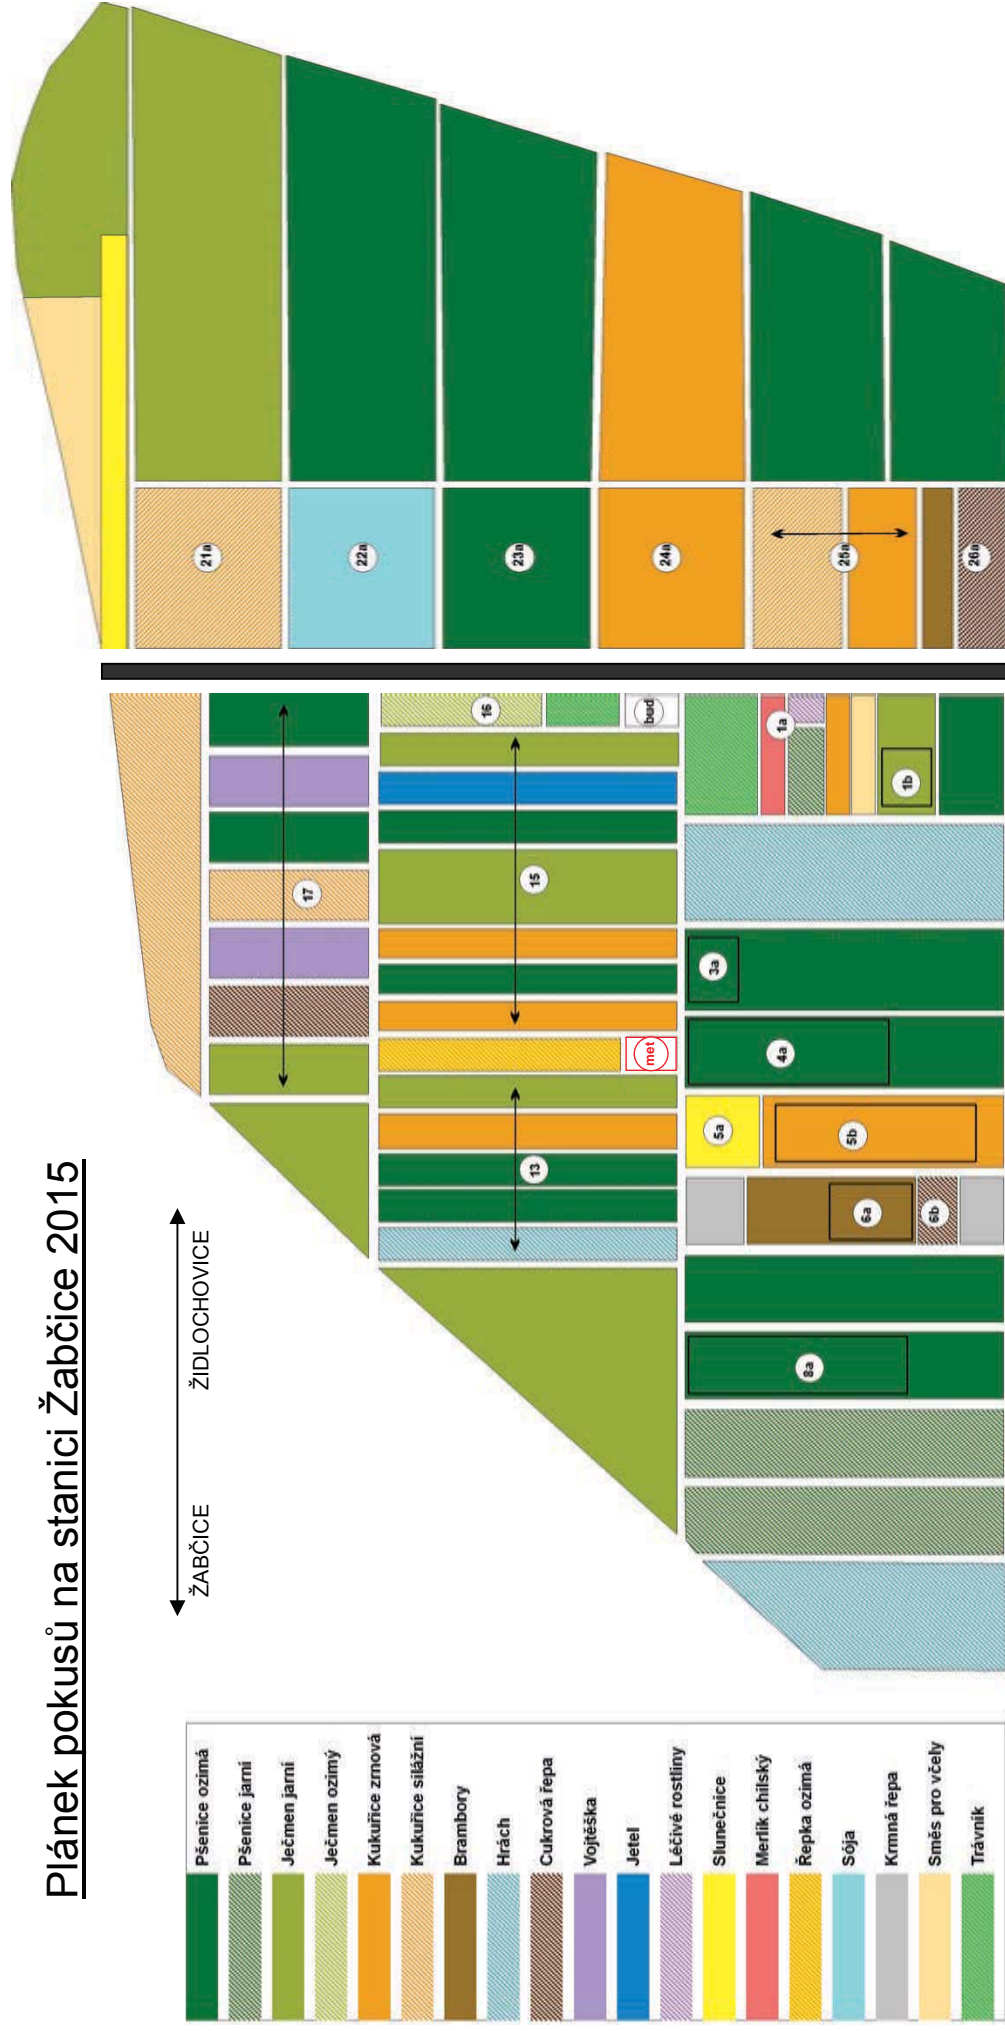 Plánek pokusů na stanici Žabčice 2015
ŽABČICE
ŽIDLOCHOVICE
Pšenice ozimá
Pšenice jarní
Ječmen jarní
Ječmen ozimý
Kukuřice zrnová
Kukuřice silážní
Brambory
Hrách
Cukrová řepa
Vojtěška
Jetel
Léčivé rostliny
Slunečnice
Merlík chilský
Řepka ozimá
Sója
Krmná řepa
Směs pro včely
Trávník
17
13
met
15
16
bud
8a
6a
6b
5a
5b
4a
3a
1a
1b
21a
22a
23a
24a
25a
26a